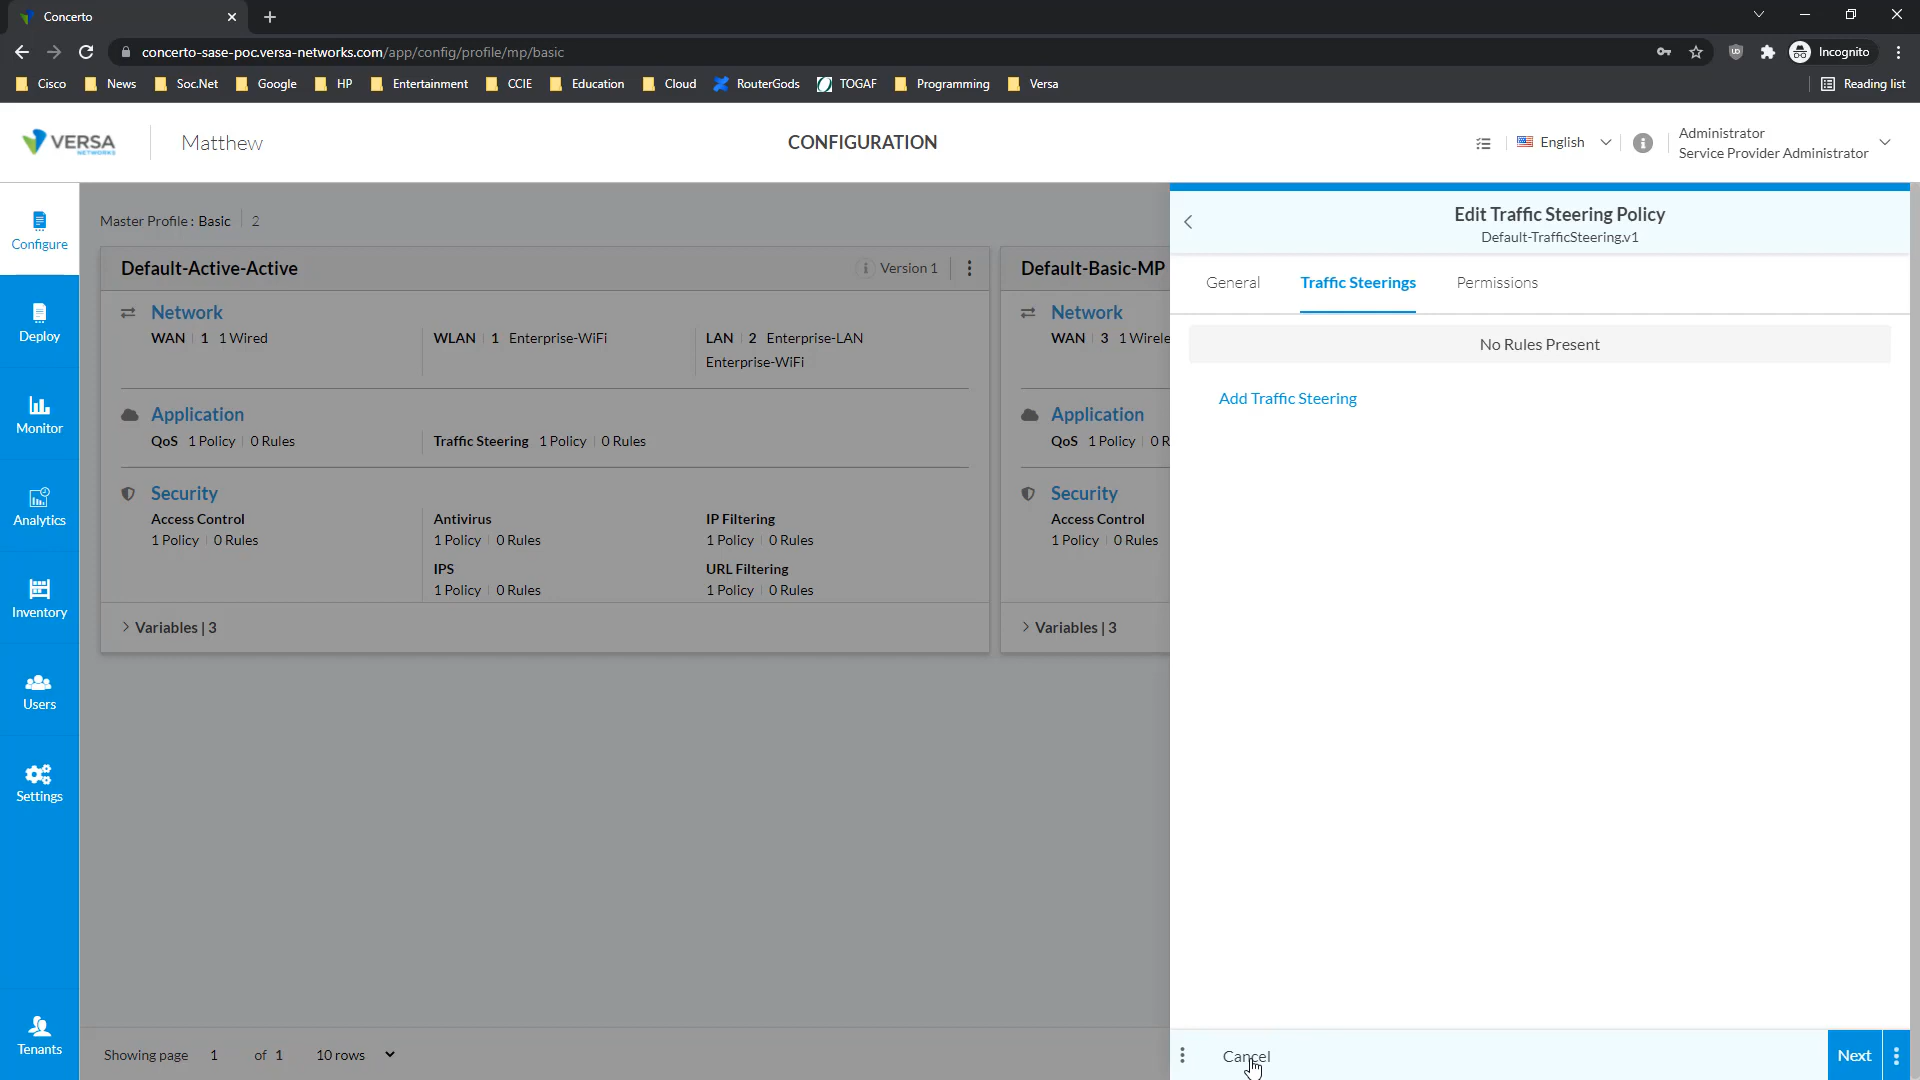 Concerto
concerto-sase-poc.versa-networks.com/app/config/profile/mp/basic
Incognito
Cisco News Soc.Net Google HP Entertainment CCIE Education Cloud RouterGods TOGAF Programming Versa Reading list
VERSA NETWORKS
Matthew
CONFIGURATION
English
Administrator
Service Provider Administrator
Configure
Deploy
Monitor
Analytics
Inventory
Users
Settings
Tenants
Master Profile : Basic 2
Default-Active-Active Version 1
Network
WAN 1 1 Wired WLAN 1 Enterprise-WiFi LAN 2 Enterprise-LAN
Enterprise-WiFi
Application
QoS 1 Policy 0 Rules Traffic Steering 1 Policy 0 Rules
Security
Access Control Antivirus IP Filtering
1 Policy 0 Rules 1 Policy 0 Rules 1 Policy 0 Rules
IPS URL Filtering
1 Policy 0 Rules 1 Policy 0 Rules
Variables | 3
Default-Basic-MP
Network
WAN 3 1 Wirele
Application
QoS 1 Policy 0 R
Security
Access Control
1 Policy 0 Rules
Variables | 3
Showing page 1 of 1 10 rows
Edit Traffic Steering Policy
Default-TrafficSteering.v1
General Traffic Steerings Permissions
No Rules Present
Add Traffic Steering
Cancel
Next